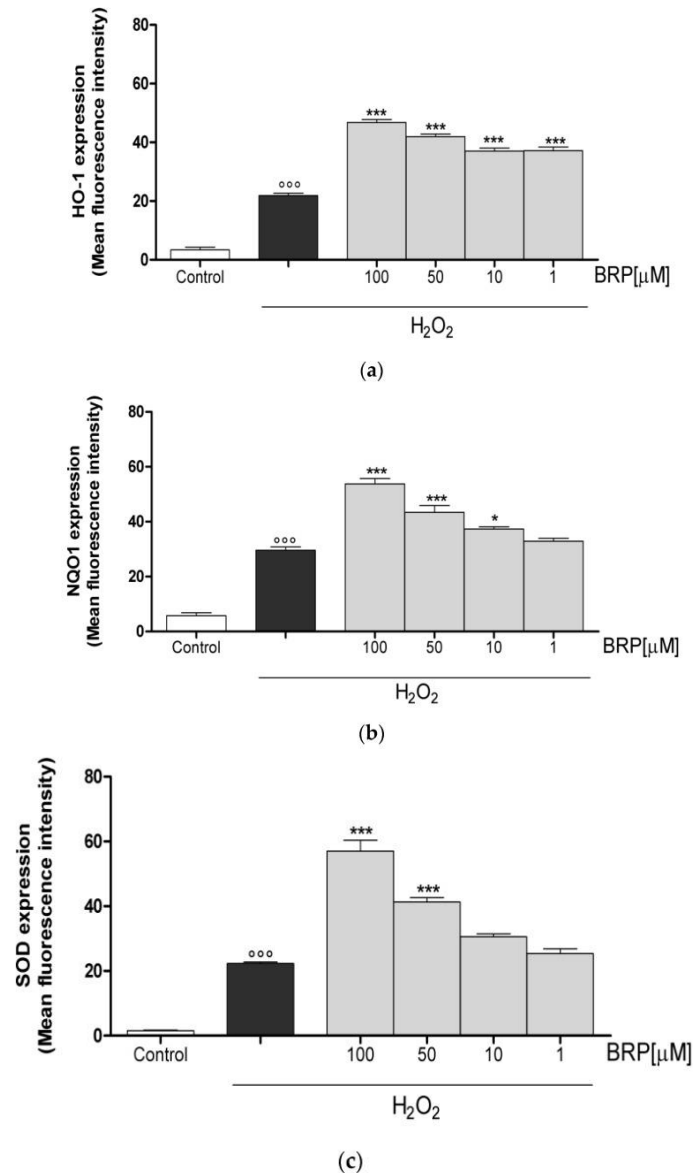 HO-1 expression
(Mean fluorescence intensity)
80
60
40
20
0
°°°
***
***
***
***
Control
100
50
10
1
BRP[μM]
H₂O₂
(a)
NQO1 expression
(Mean fluorescence intensity)
80
60
40
20
0
°°°
***
***
*
Control
100
50
10
1
BRP[μM]
H₂O₂
(b)
SOD expression
(Mean fluorescence intensity)
80
60
40
20
0
°°°
***
***
Control
100
50
10
1
BRP[μM]
H₂O₂
(c)